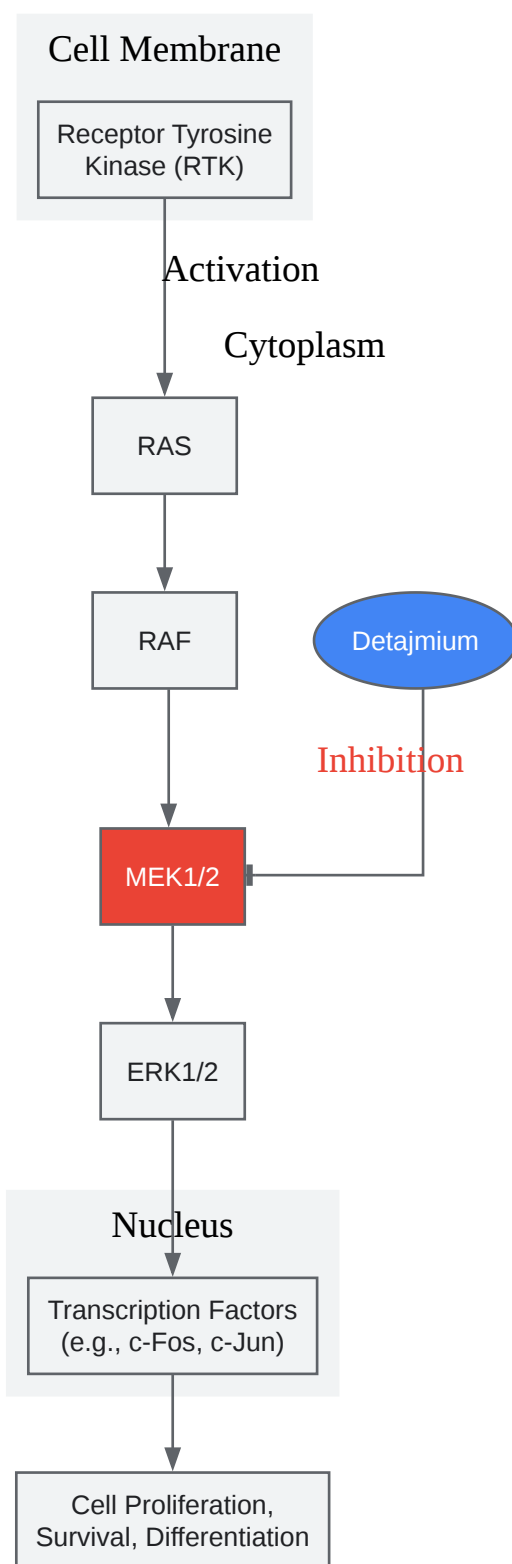 Cell Membrane
Receptor Tyrosine
Kinase (RTK)
Activation
Cytoplasm
RAS
RAF
Detajmium
Inhibition
MEK1/2
ERK1/2
Nucleus
Transcription Factors
(e.g., c-Fos, c-Jun)
Cell Proliferation,
Survival, Differentiation